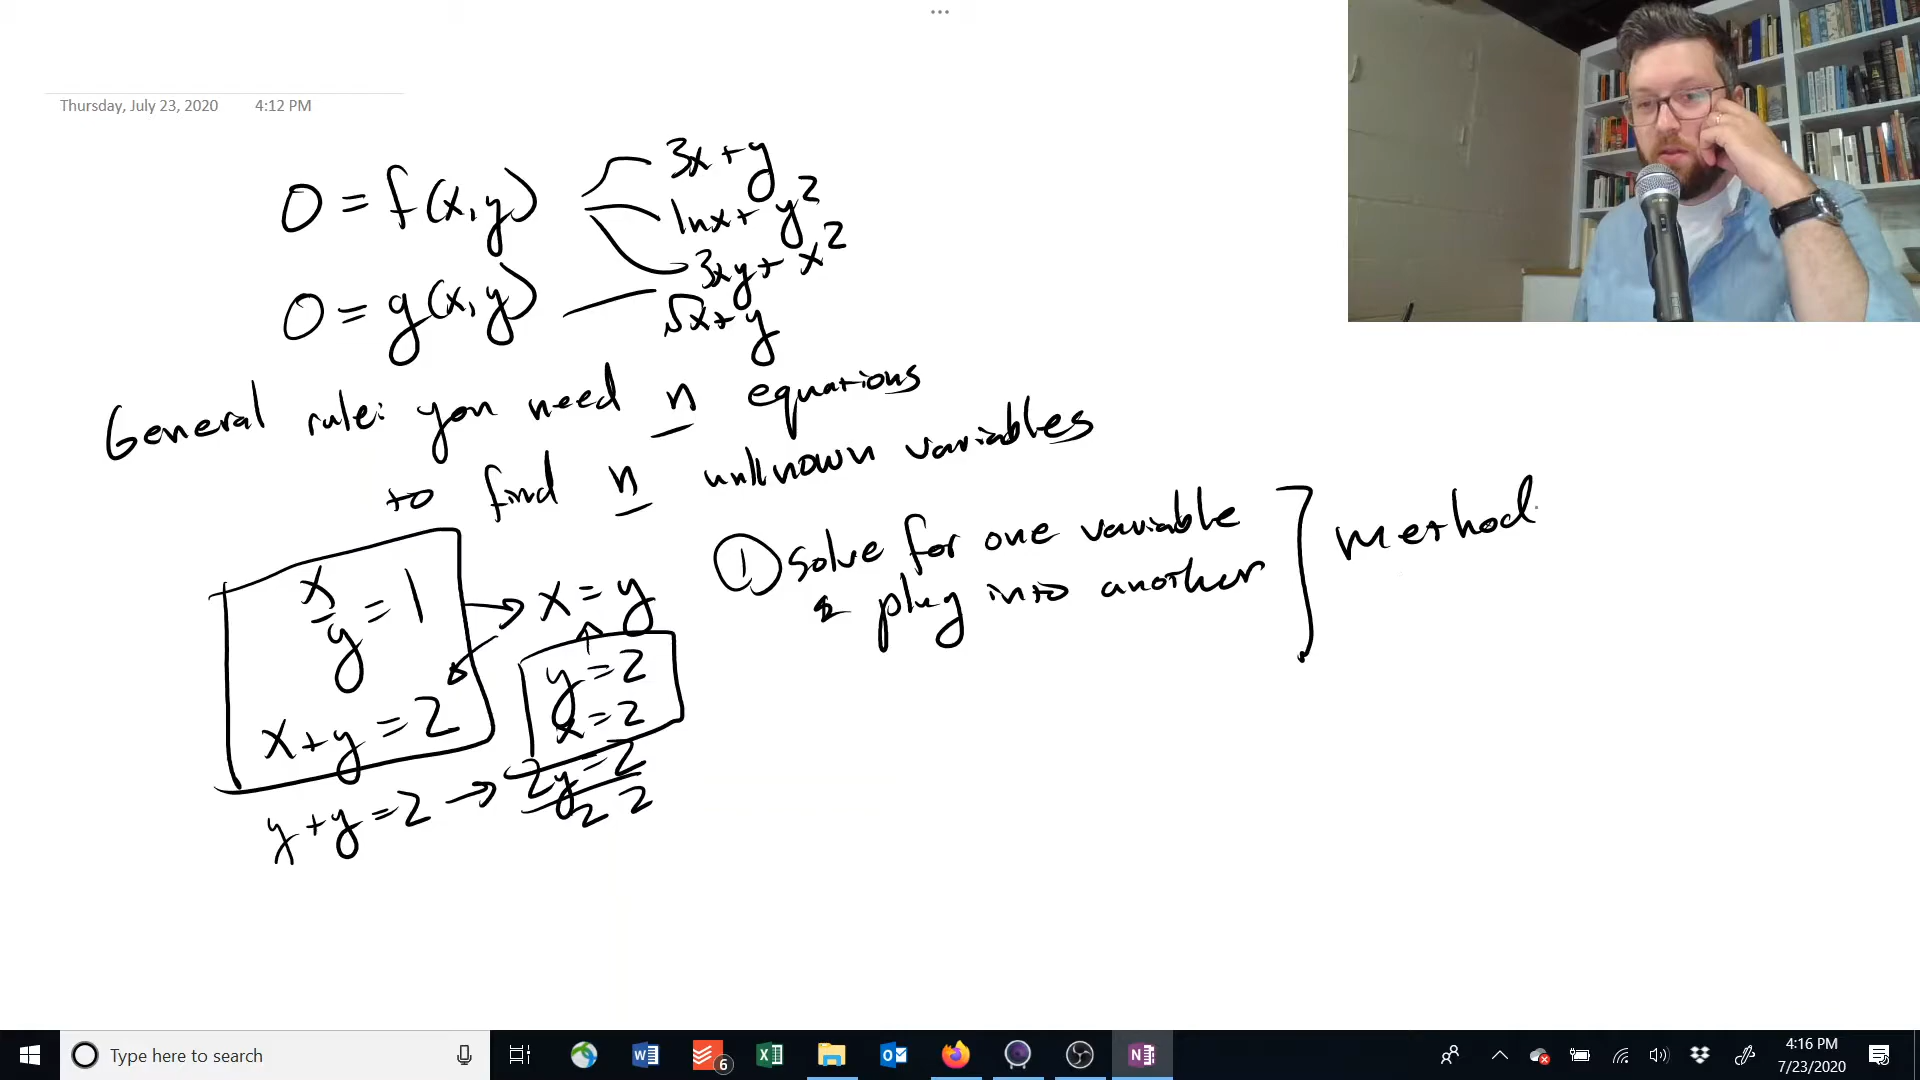 Thursday, July 23, 2020 4:12 PM
0 = f(x,y)
3x + y
ln x + y²
3xy + x²
0 = g(x,y)
√x + y
General rule: you need n equations
to find n unknown variables
① solve for one variable
& plug into another
method
x/y = 1
x = y
x + y = 2
y = 2
x = 2
y + y = 2 → 2y = 2
2 2
Type here to search
6
4:16 PM
7/23/2020